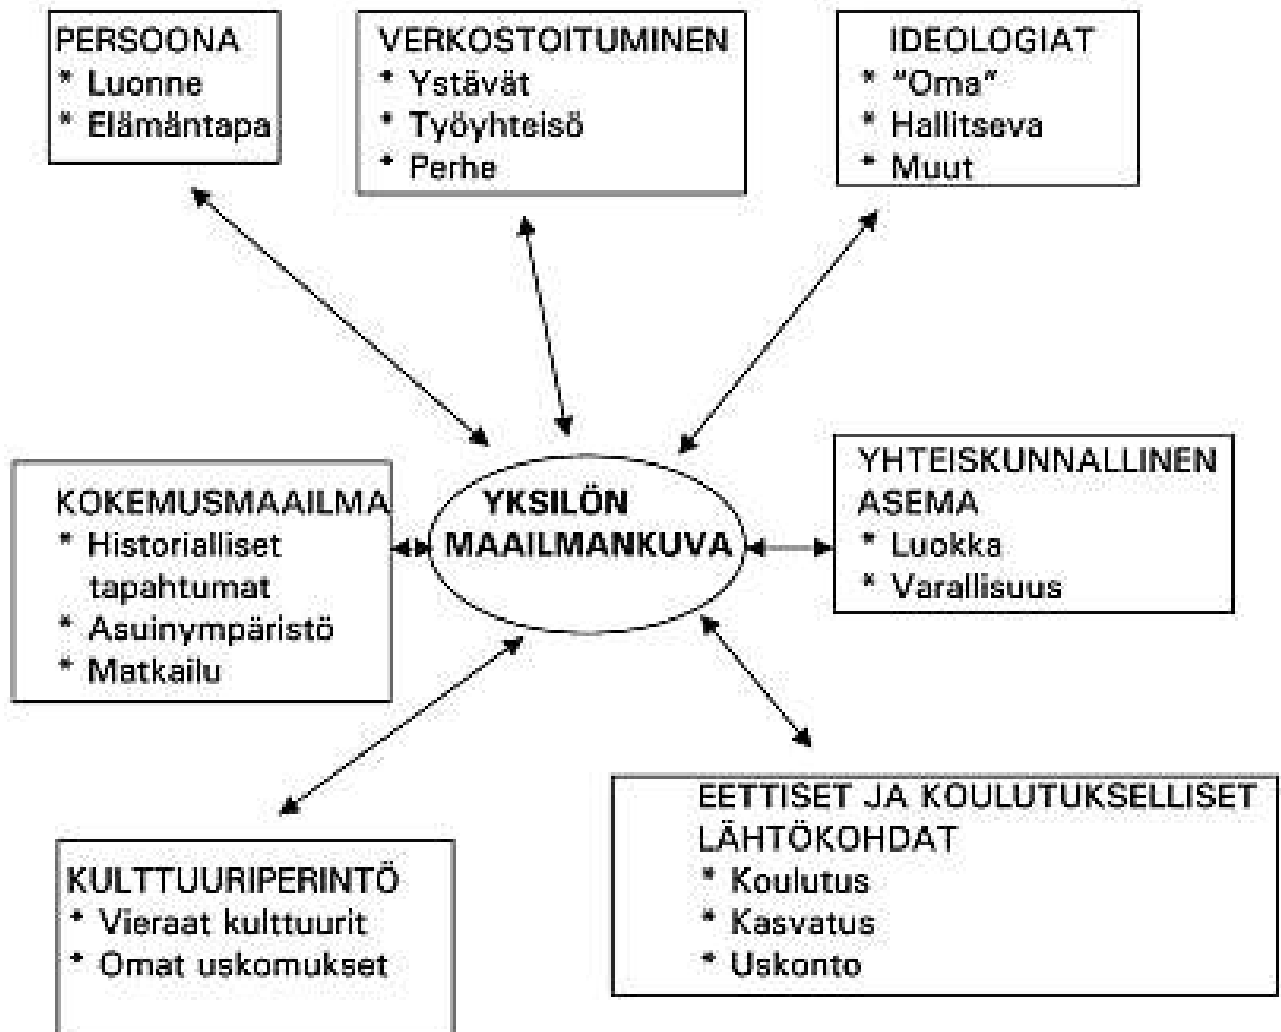 PERSOONA
* Luonne
* Elämäntapa
VERKOSTOITUMINEN
* Ystävät
* Työyhteisö
* Perhe
IDEOLOGIAT
* "Oma"
* Hallitseva
* Muut
KOKEMUSMAAILMA
* Historialliset
tapahtumat
* Asuinympäristö
* Matkailu
YKSILÖN
MAAILMANKUVA
YHTEISKUNNALLINEN
ASEMA
* Luokka
* Varallisuus
KULTTUURIPERINTÖ
* Vieraat kulttuurit
* Omat uskomukset
EETTISET JA KOULUTUKSELLISET
LÄHTÖKOHDAT
* Koulutus
* Kasvatus
* Uskonto